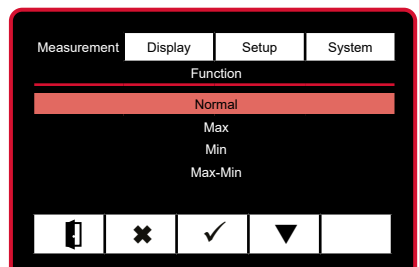 Measurement Display Setup System
Function
Normal
Max
Min
Max-Min